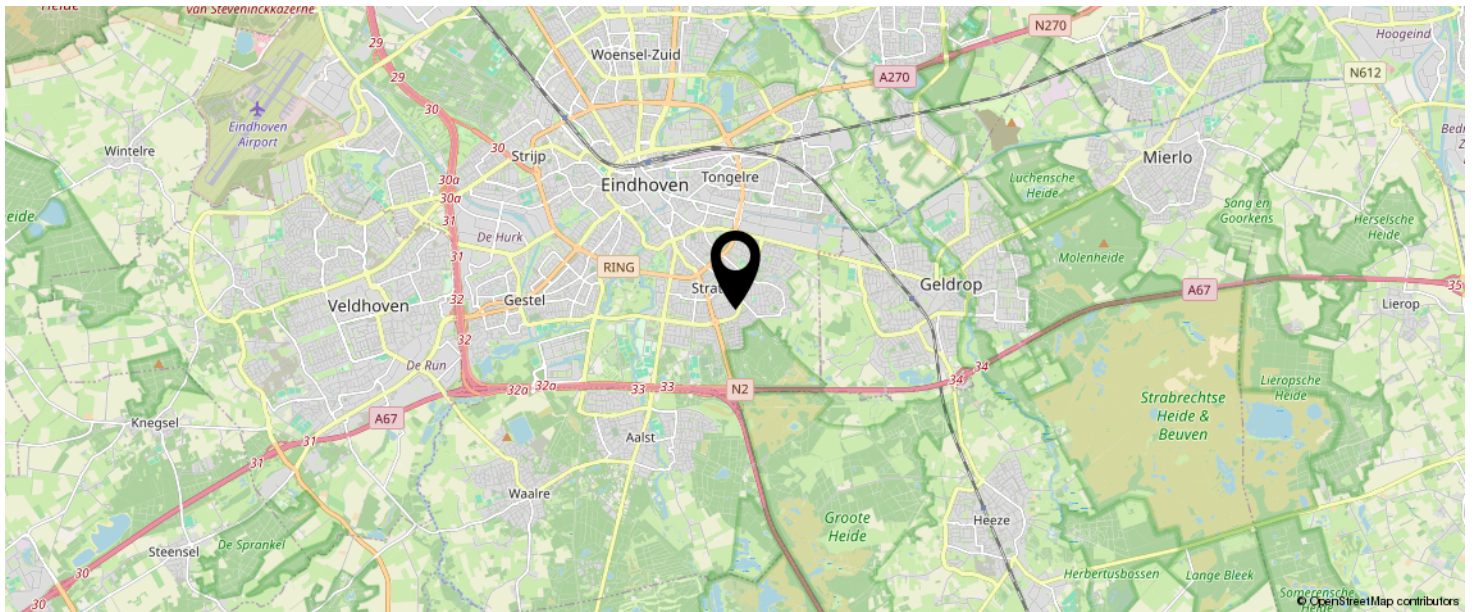 Heide
van Steveninckkazerne
29
29
30
30
30a
30a
31
31
32
32
N270
Hoogeind
A270
N612
Woensel-Zuid
Eindhoven
Airport
Wintelre
Strijp
Eindhoven
Tongelre
Mierlo
Luchensche
Heide
Sang en
Goorkens
Herselsche
Heide
eide
De Hurk
RING
Molenheide
Geldrop
A67
35
Lierop
Veldhoven
Gestel
De Run
32a
32a
33
33
N2
34
34
Knegsel
A67
31
31
Aalst
Strabrechtse
Heide &
Beuven
Lieropsche
Heide
Waalre
Groote
Heide
Heeze
Steensel
De Sprankel
30
30
Herbertusbossen
Lange Bleek
Somerensche
© OpenStreetMap contributors